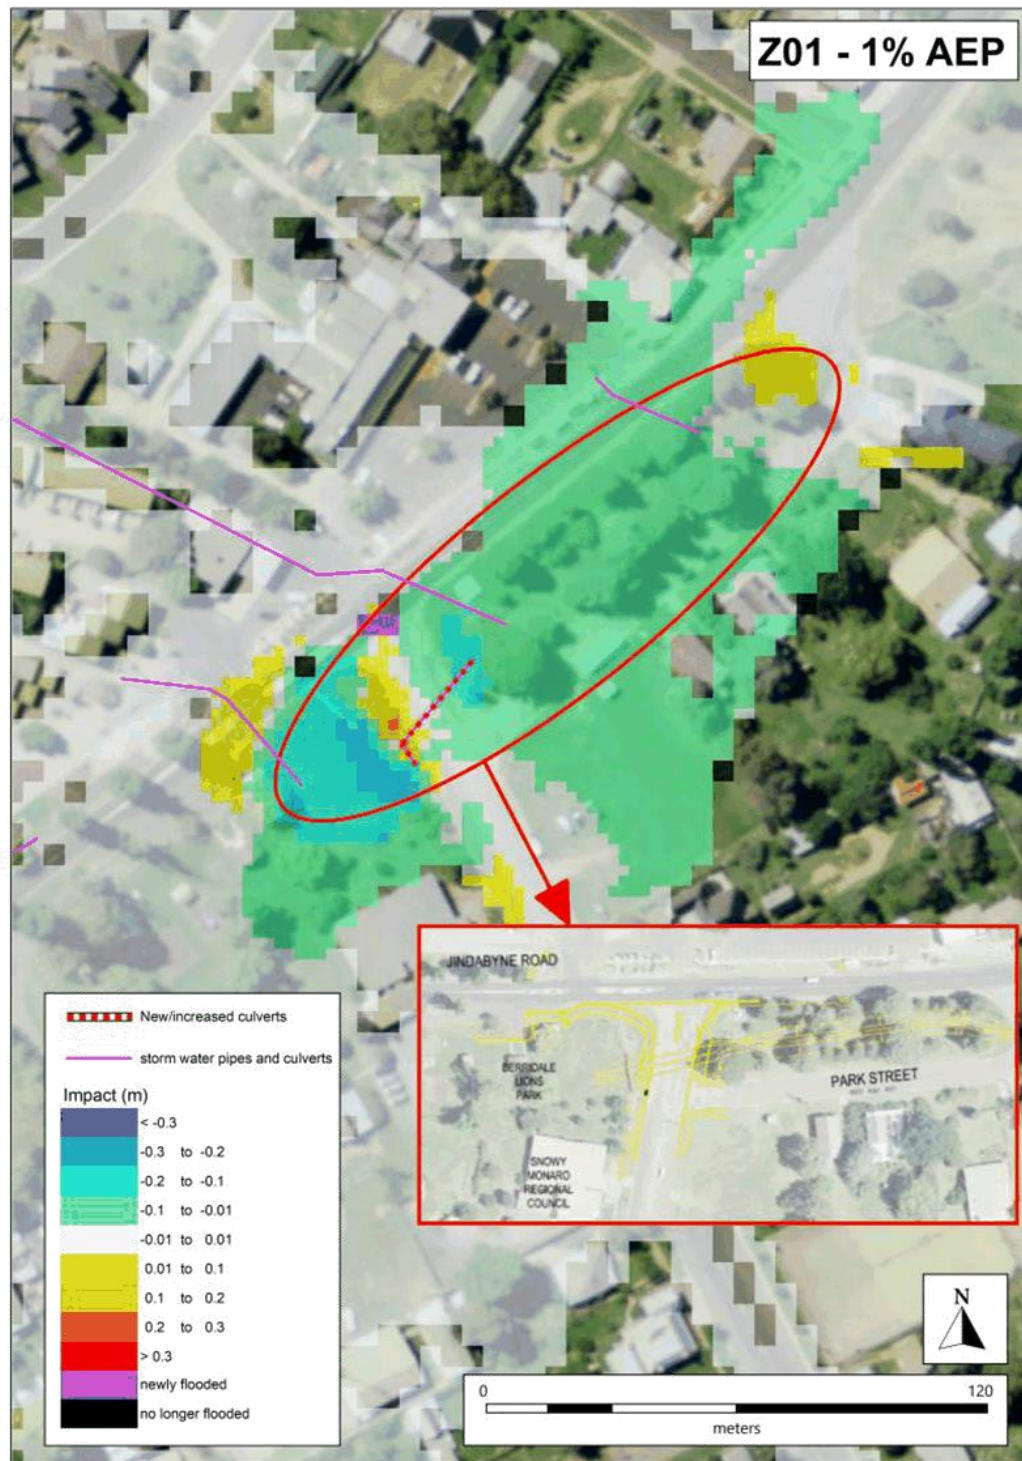 Z01 - 1% AEP
JINDABYNE ROAD
BERRIDALE
LIONS
PARK
PARK STREET
SNOWY
MONARO
REGIONAL
COUNCIL
New/increased culverts
storm water pipes and culverts
Impact (m)
< -0.3
-0.3 to -0.2
-0.2 to -0.1
-0.1 to -0.01
-0.01 to 0.01
0.01 to 0.1
0.1 to 0.2
0.2 to 0.3
> 0.3
newly flooded
no longer flooded
N
0 120
meters